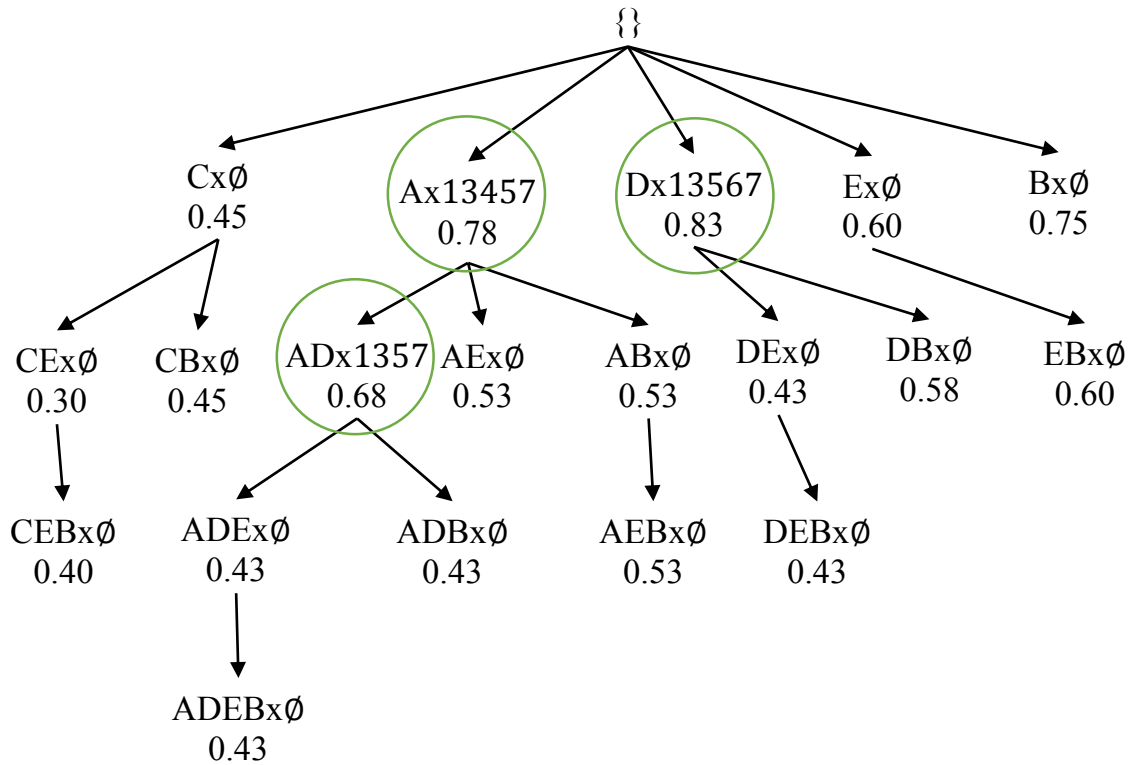 {}
Cx∅
0.45
Ax13457
0.78
Dx13567
0.83
Ex∅
0.60
Bx∅
0.75
CEx∅
0.30
CBx∅
0.45
ADx1357
0.68
AEx∅
0.53
ABx∅
0.53
DEx∅
0.43
DBx∅
0.58
EBx∅
0.60
CEBx∅
0.40
ADEx∅
0.43
ADBx∅
0.43
AEBx∅
0.53
DEBx∅
0.43
ADEBx∅
0.43